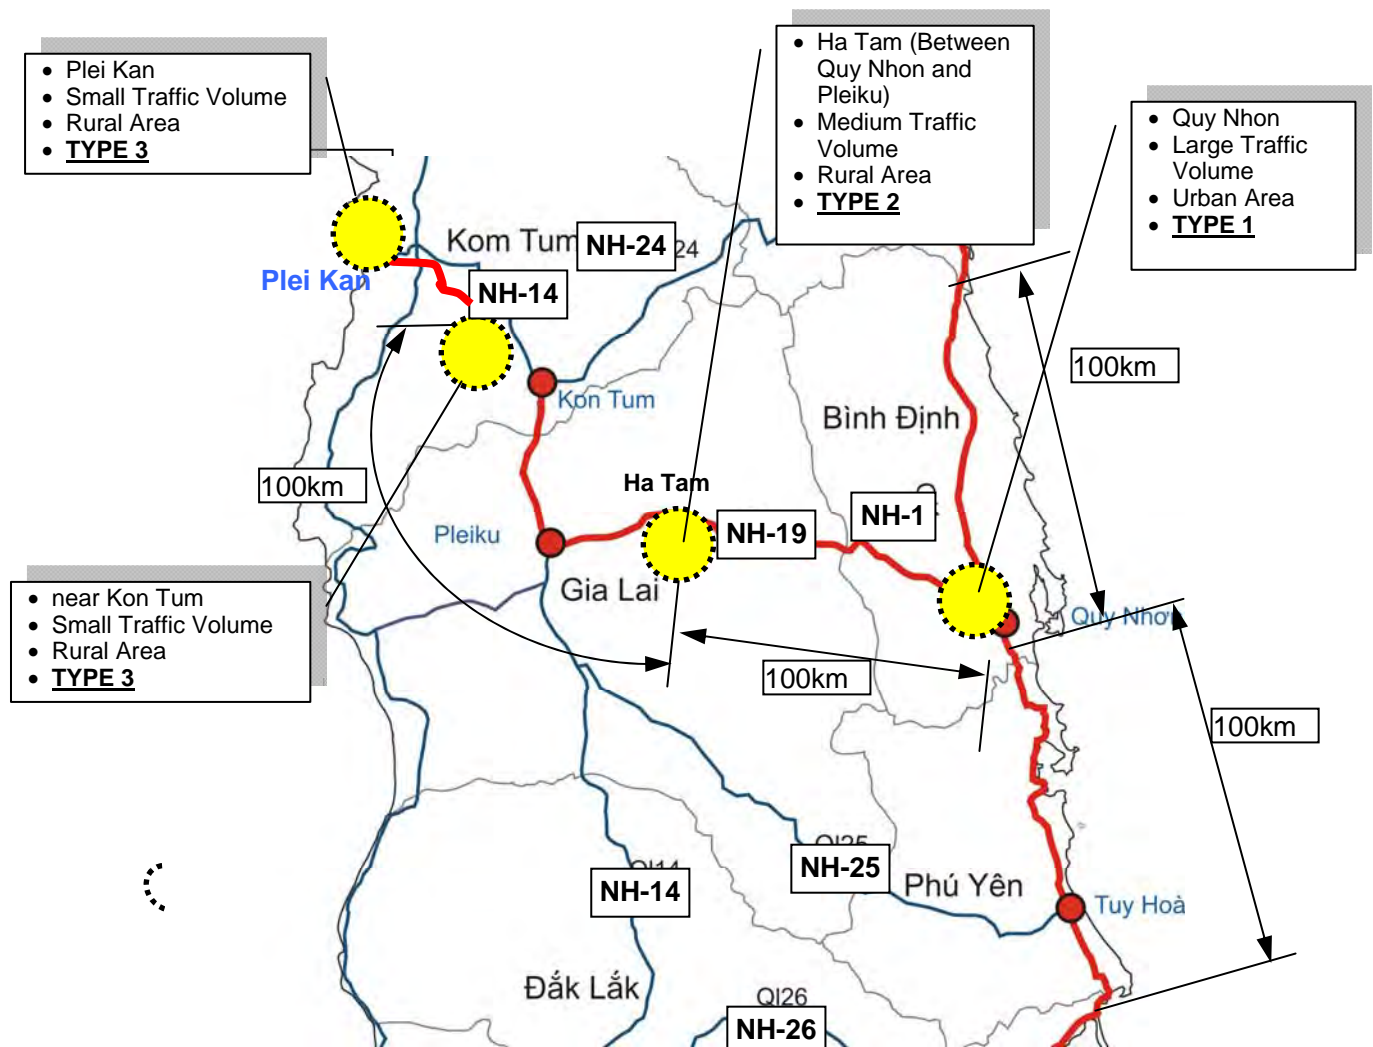 • Plei Kan
• Small Traffic Volume
• Rural Area
• TYPE 3
• Ha Tam (Between
Quy Nhon and
Pleiku)
• Medium Traffic
Volume
• Rural Area
• TYPE 2
• Quy Nhon
• Large Traffic
Volume
• Urban Area
• TYPE 1
Kom Tum
NH-24
24
Plei Kan
NH-14
100km
Kon Tum
Bình Định
100km
Ha Tam
NH-1
Pleiku
NH-19
Gia Lai
• near Kon Tum
• Small Traffic Volume
• Rural Area
• TYPE 3
Quy Nhơn
100km
100km
QI25
NH-25
QI14
NH-14
Phú Yên
Tuy Hoà
Đắk Lắk
QI26
NH-26